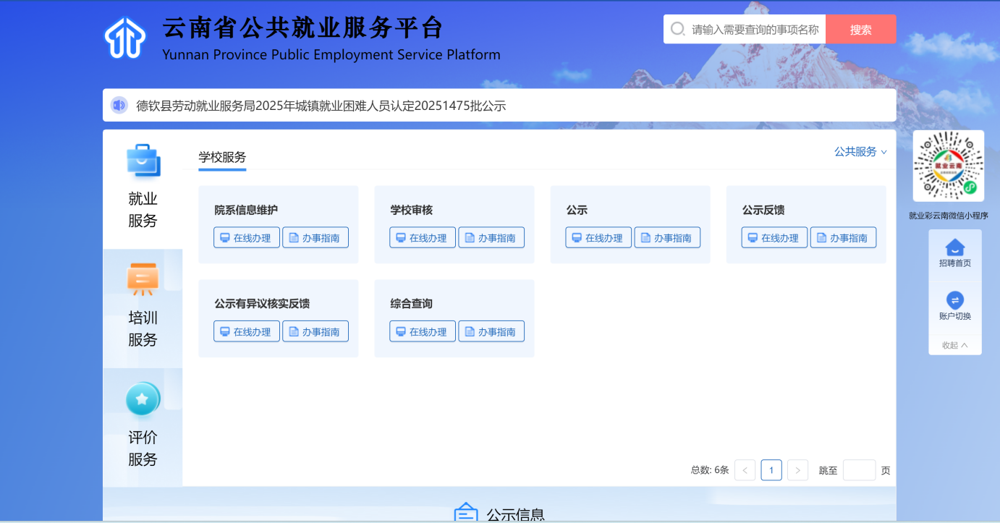 云南省公共就业服务平台
Yunnan Province Public Employment Service Platform
请输入需要查询的事项名称
搜索
德钦县劳动就业服务局2025年城镇就业困难人员认定20251475批公示
就业
服务
培训
服务
评价
服务
学校服务
公共服务
院系信息维护
在线办理 办事指南
学校审核
在线办理 办事指南
公示
在线办理 办事指南
公示反馈
在线办理 办事指南
公示有异议核实反馈
在线办理 办事指南
综合查询
在线办理 办事指南
总数: 6条 < 1 > 跳至 页
就业云南
就业彩云南微信小程序
招聘首页
账户切换
收起
公示信息